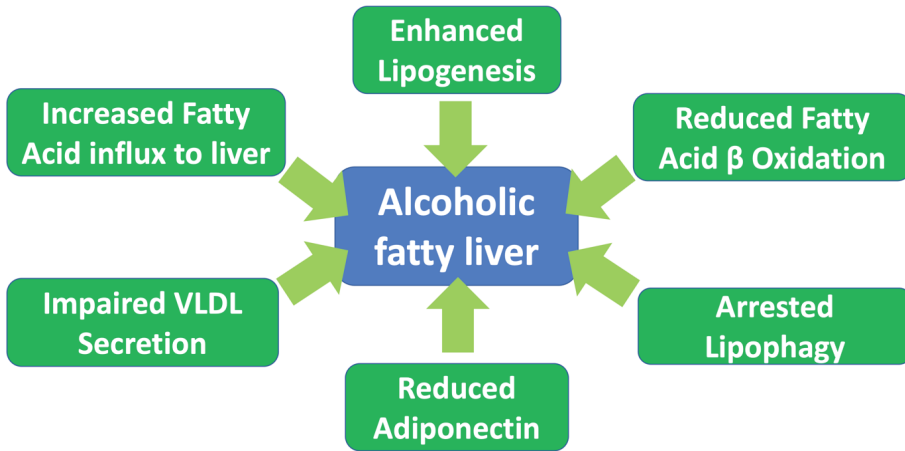 Enhanced
Lipogenesis
Increased Fatty
Acid influx to liver
Reduced Fatty
Acid β Oxidation
Alcoholic
fatty liver
Impaired VLDL
Secretion
Arrested
Lipophagy
Reduced
Adiponectin